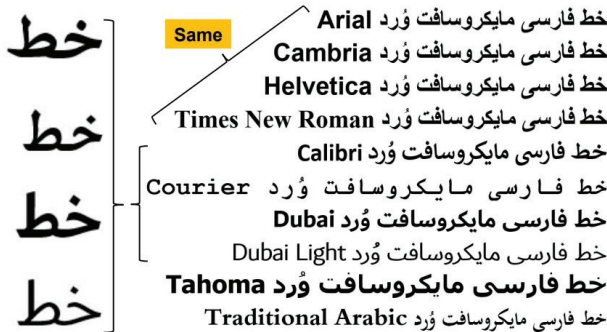 خط فارسی مایکروسافت وُرد Arial
خط فارسی مایکروسافت وُرد Cambria
خط فارسی مایکروسافت وُرد Helvetica
خط فارسی مایکروسافت وُرد Times New Roman
خط فارسی مایکروسافت وُرد Calibri
خط فارسی مایکروسافت وُرد Courier
خط فارسی مایکروسافت وُرد Dubai
خط فارسی مایکروسافت وُرد Dubai Light
خط فارسی مایکروسافت وُرد Tahoma
خط فارسی مایکروسافت وُرد Traditional Arabic
Same
خط
خط
خط
خط